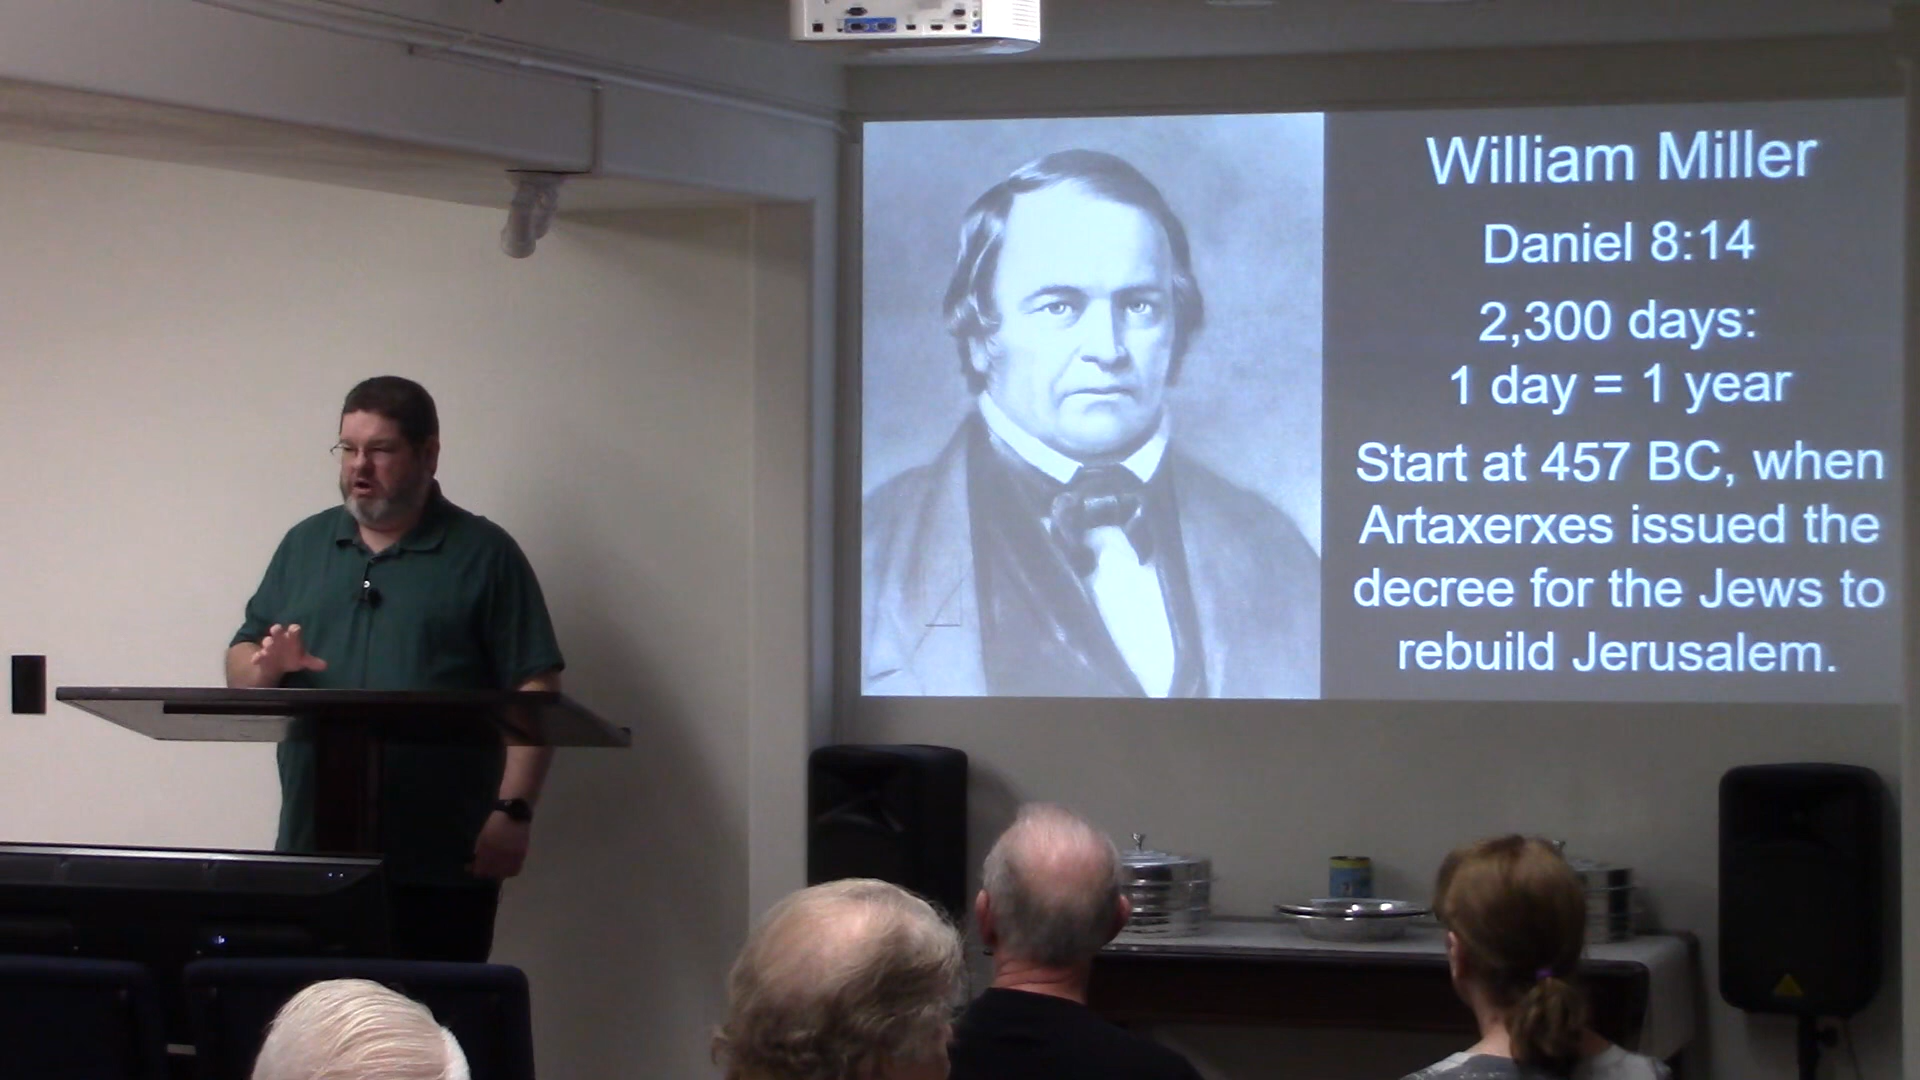 William Miller
Daniel 8:14
2,300 days:
1 day = 1 year
Start at 457 BC, when
Artaxerxes issued the
decree for the Jews to
rebuild Jerusalem.